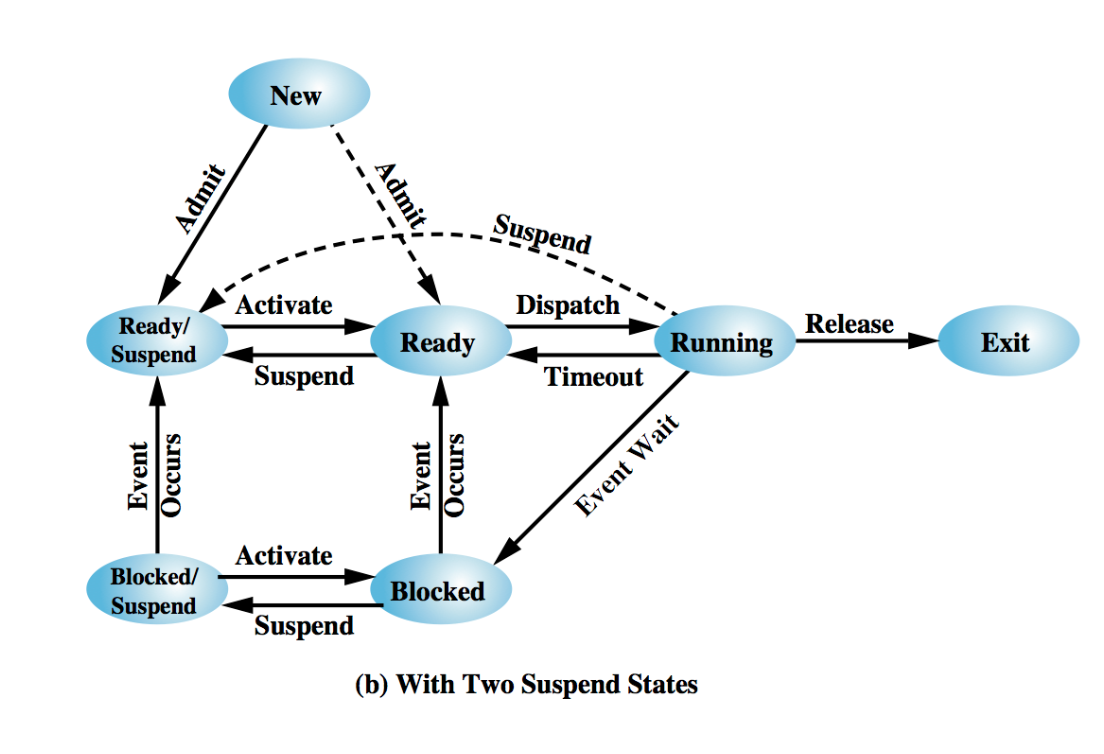 New
Admit
Admit
Suspend
Ready/
Suspend
Activate
Suspend
Ready
Dispatch
Timeout
Running
Release
Exit
Event
Occurs
Event
Occurs
Event Wait
Blocked/
Suspend
Activate
Suspend
Blocked
(b) With Two Suspend States